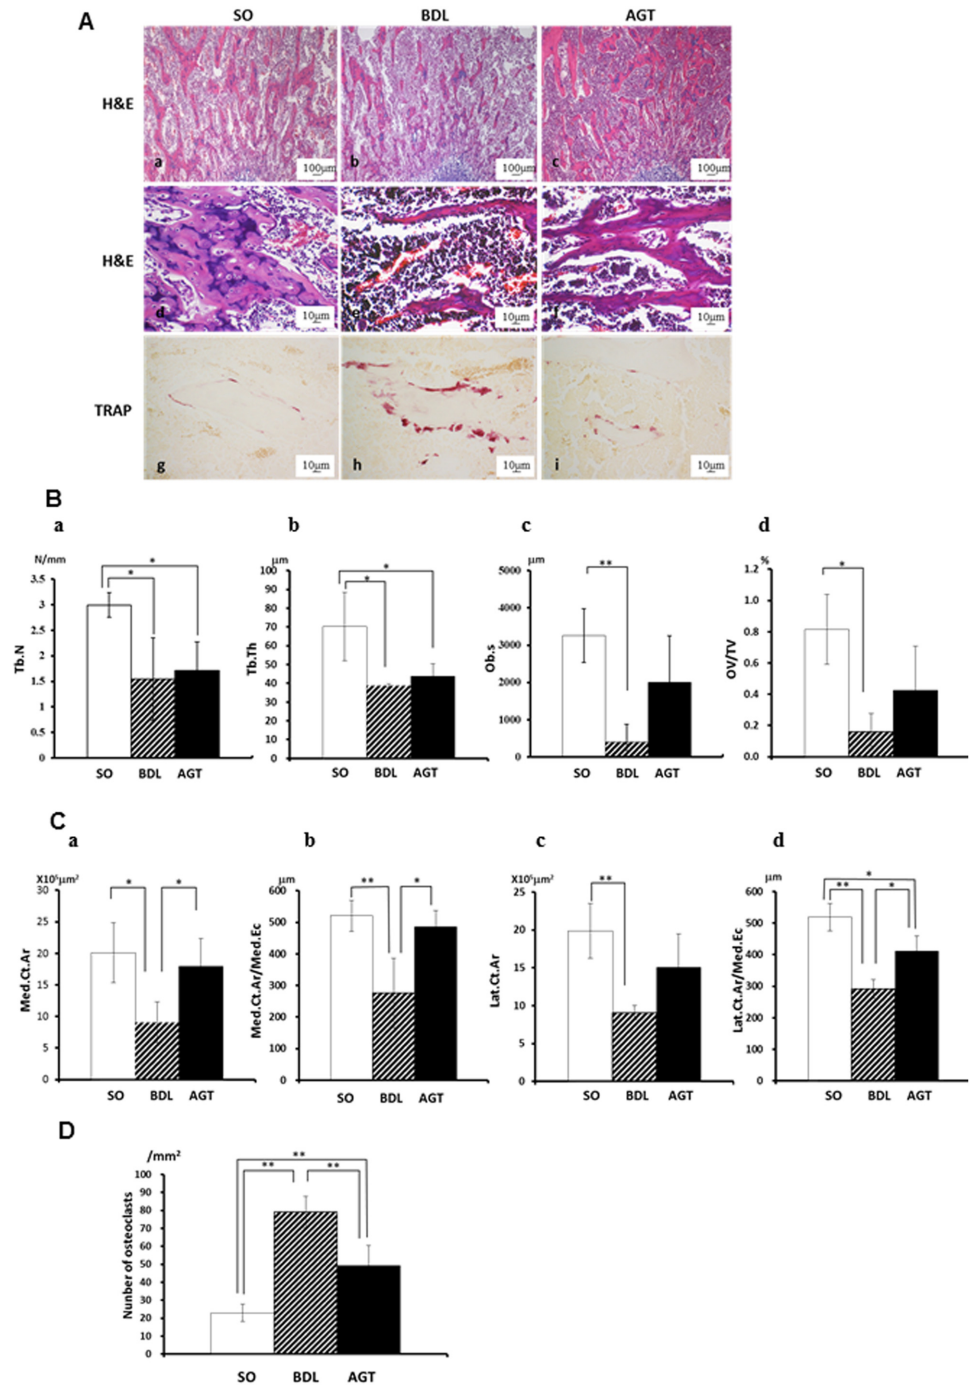 A
SO BDL AGT
H&E
a 100μm b 100μm c 100μm
H&E
d 10μm e 10μm f 10μm
TRAP
g 10μm h 10μm i 10μm
B
a b c d
N/mm μm μm %
* * * * ** *
Tb.N
3.5
3
2.5
2
1.5
1
0.5
0
SO BDL AGT
Tb.Th
100
90
80
70
60
50
40
30
20
10
0
SO BDL AGT
Ob.s
5000
4000
3000
2000
1000
0
SO BDL AGT
OV/TV
1.2
1.0
0.8
0.6
0.4
0.2
0.0
SO BDL AGT
C
a b c d
X10⁵μm² μm X10⁵μm² μm
* * ** * ** * ** *
Med.Ct.Ar
30
25
20
15
10
5
0
SO BDL AGT
Med.Ct.Ar/Med.Ec
600
500
400
300
200
100
0
SO BDL AGT
Lat.Ct.Ar
25
20
15
10
5
0
SO BDL AGT
Lat.Ct.Ar/Med.Ec
600
500
400
300
200
100
0
SO BDL AGT
D
/mm²
**
** **
Nunber of osteoclasts
100
90
80
70
60
50
40
30
20
10
0
SO BDL AGT